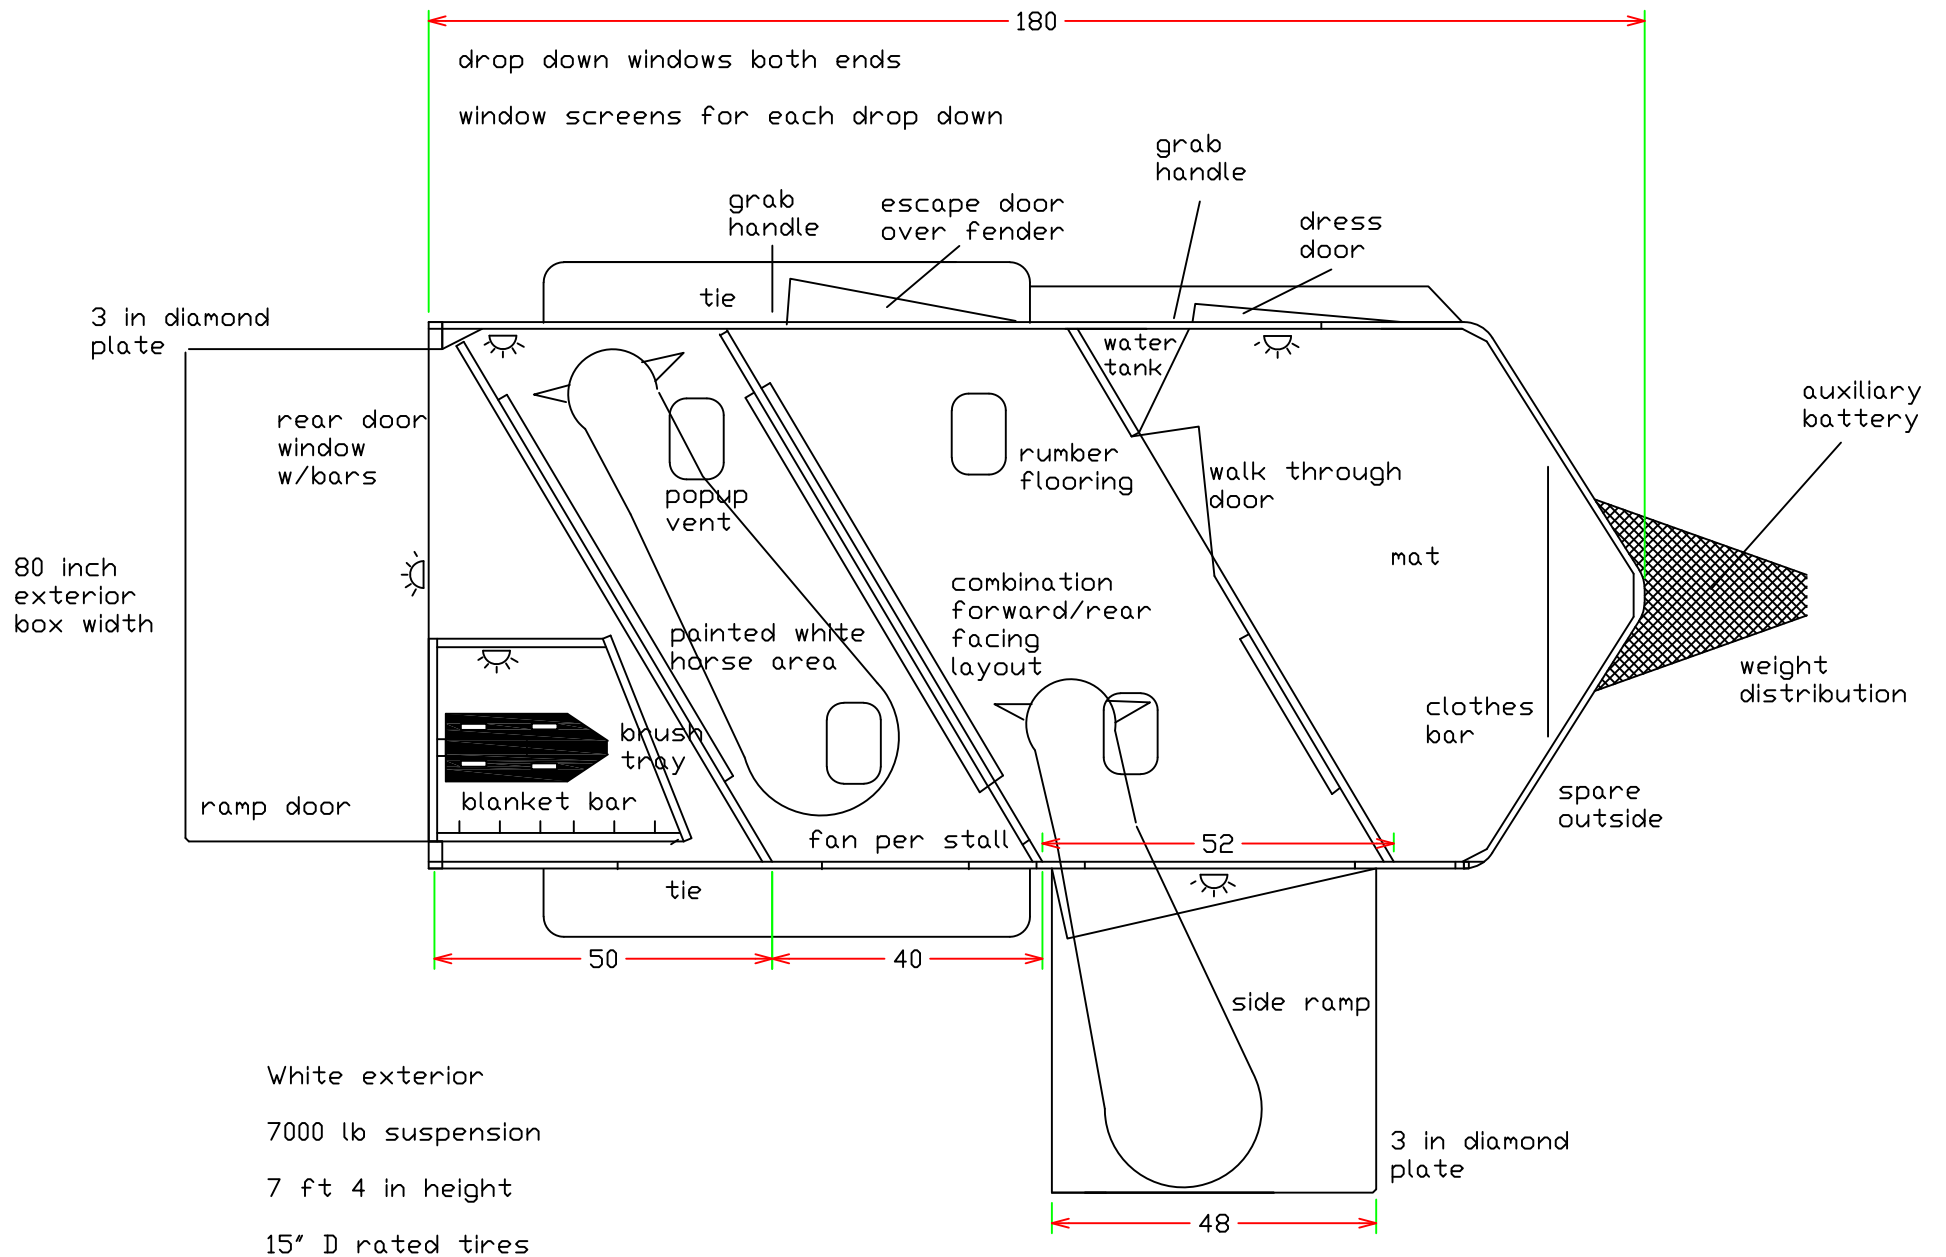 180
drop down windows both ends
window screens for each drop down
grab
handle
grab
handle
escape door
over fender
dress
door
tie
3 in diamond
plate
water
tank
auxiliary
battery
rear door
window
w/bars
rumber
flooring
walk through
door
popup
vent
mat
80 inch
exterior
box width
combination
forward/rear
facing
layout
painted white
horse area
weight
distribution
clothes
bar
brush
tray
blanket bar
ramp door
spare
outside
fan per stall
52
tie
50
40
side ramp
White exterior
7000 lb suspension
7 ft 4 in height
15" D rated tires
3 in diamond
plate
48